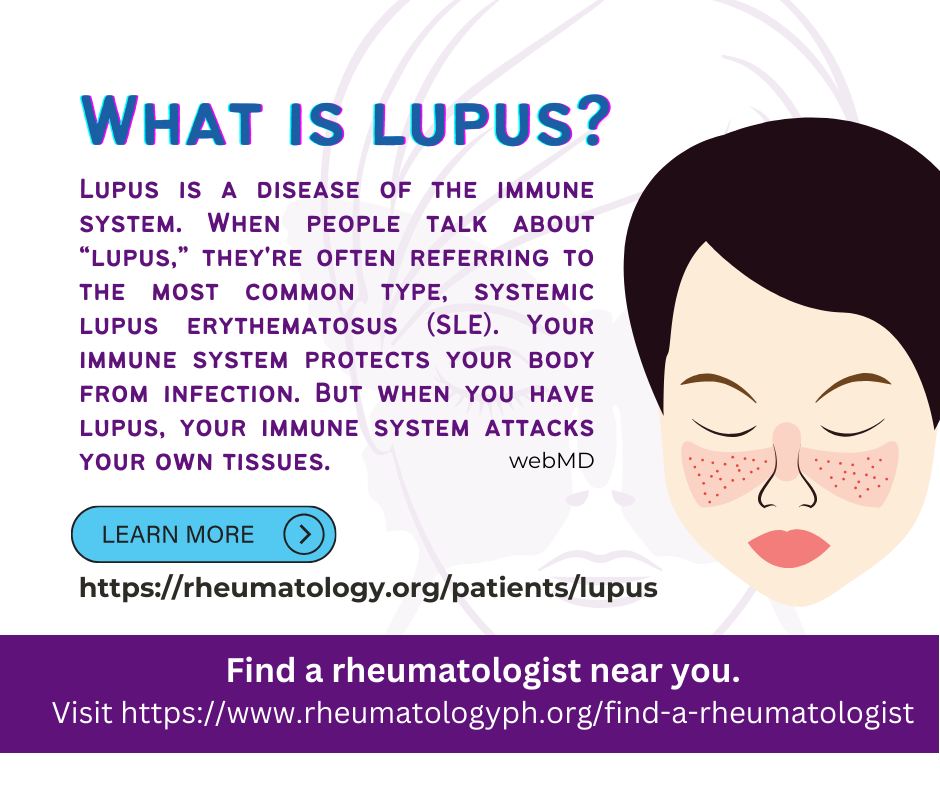 What is lupus?
Lupus is a disease of the immune
system. When people talk about
“lupus,” they're often referring to
the most common type, systemic
lupus erythematosus (SLE). Your
immune system protects your body
from infection. But when you have
lupus, your immune system attacks
your own tissues.
webMD
LEARN MORE
https://rheumatology.org/patients/lupus
Find a rheumatologist near you.
Visit https://www.rheumatologyph.org/find-a-rheumatologist